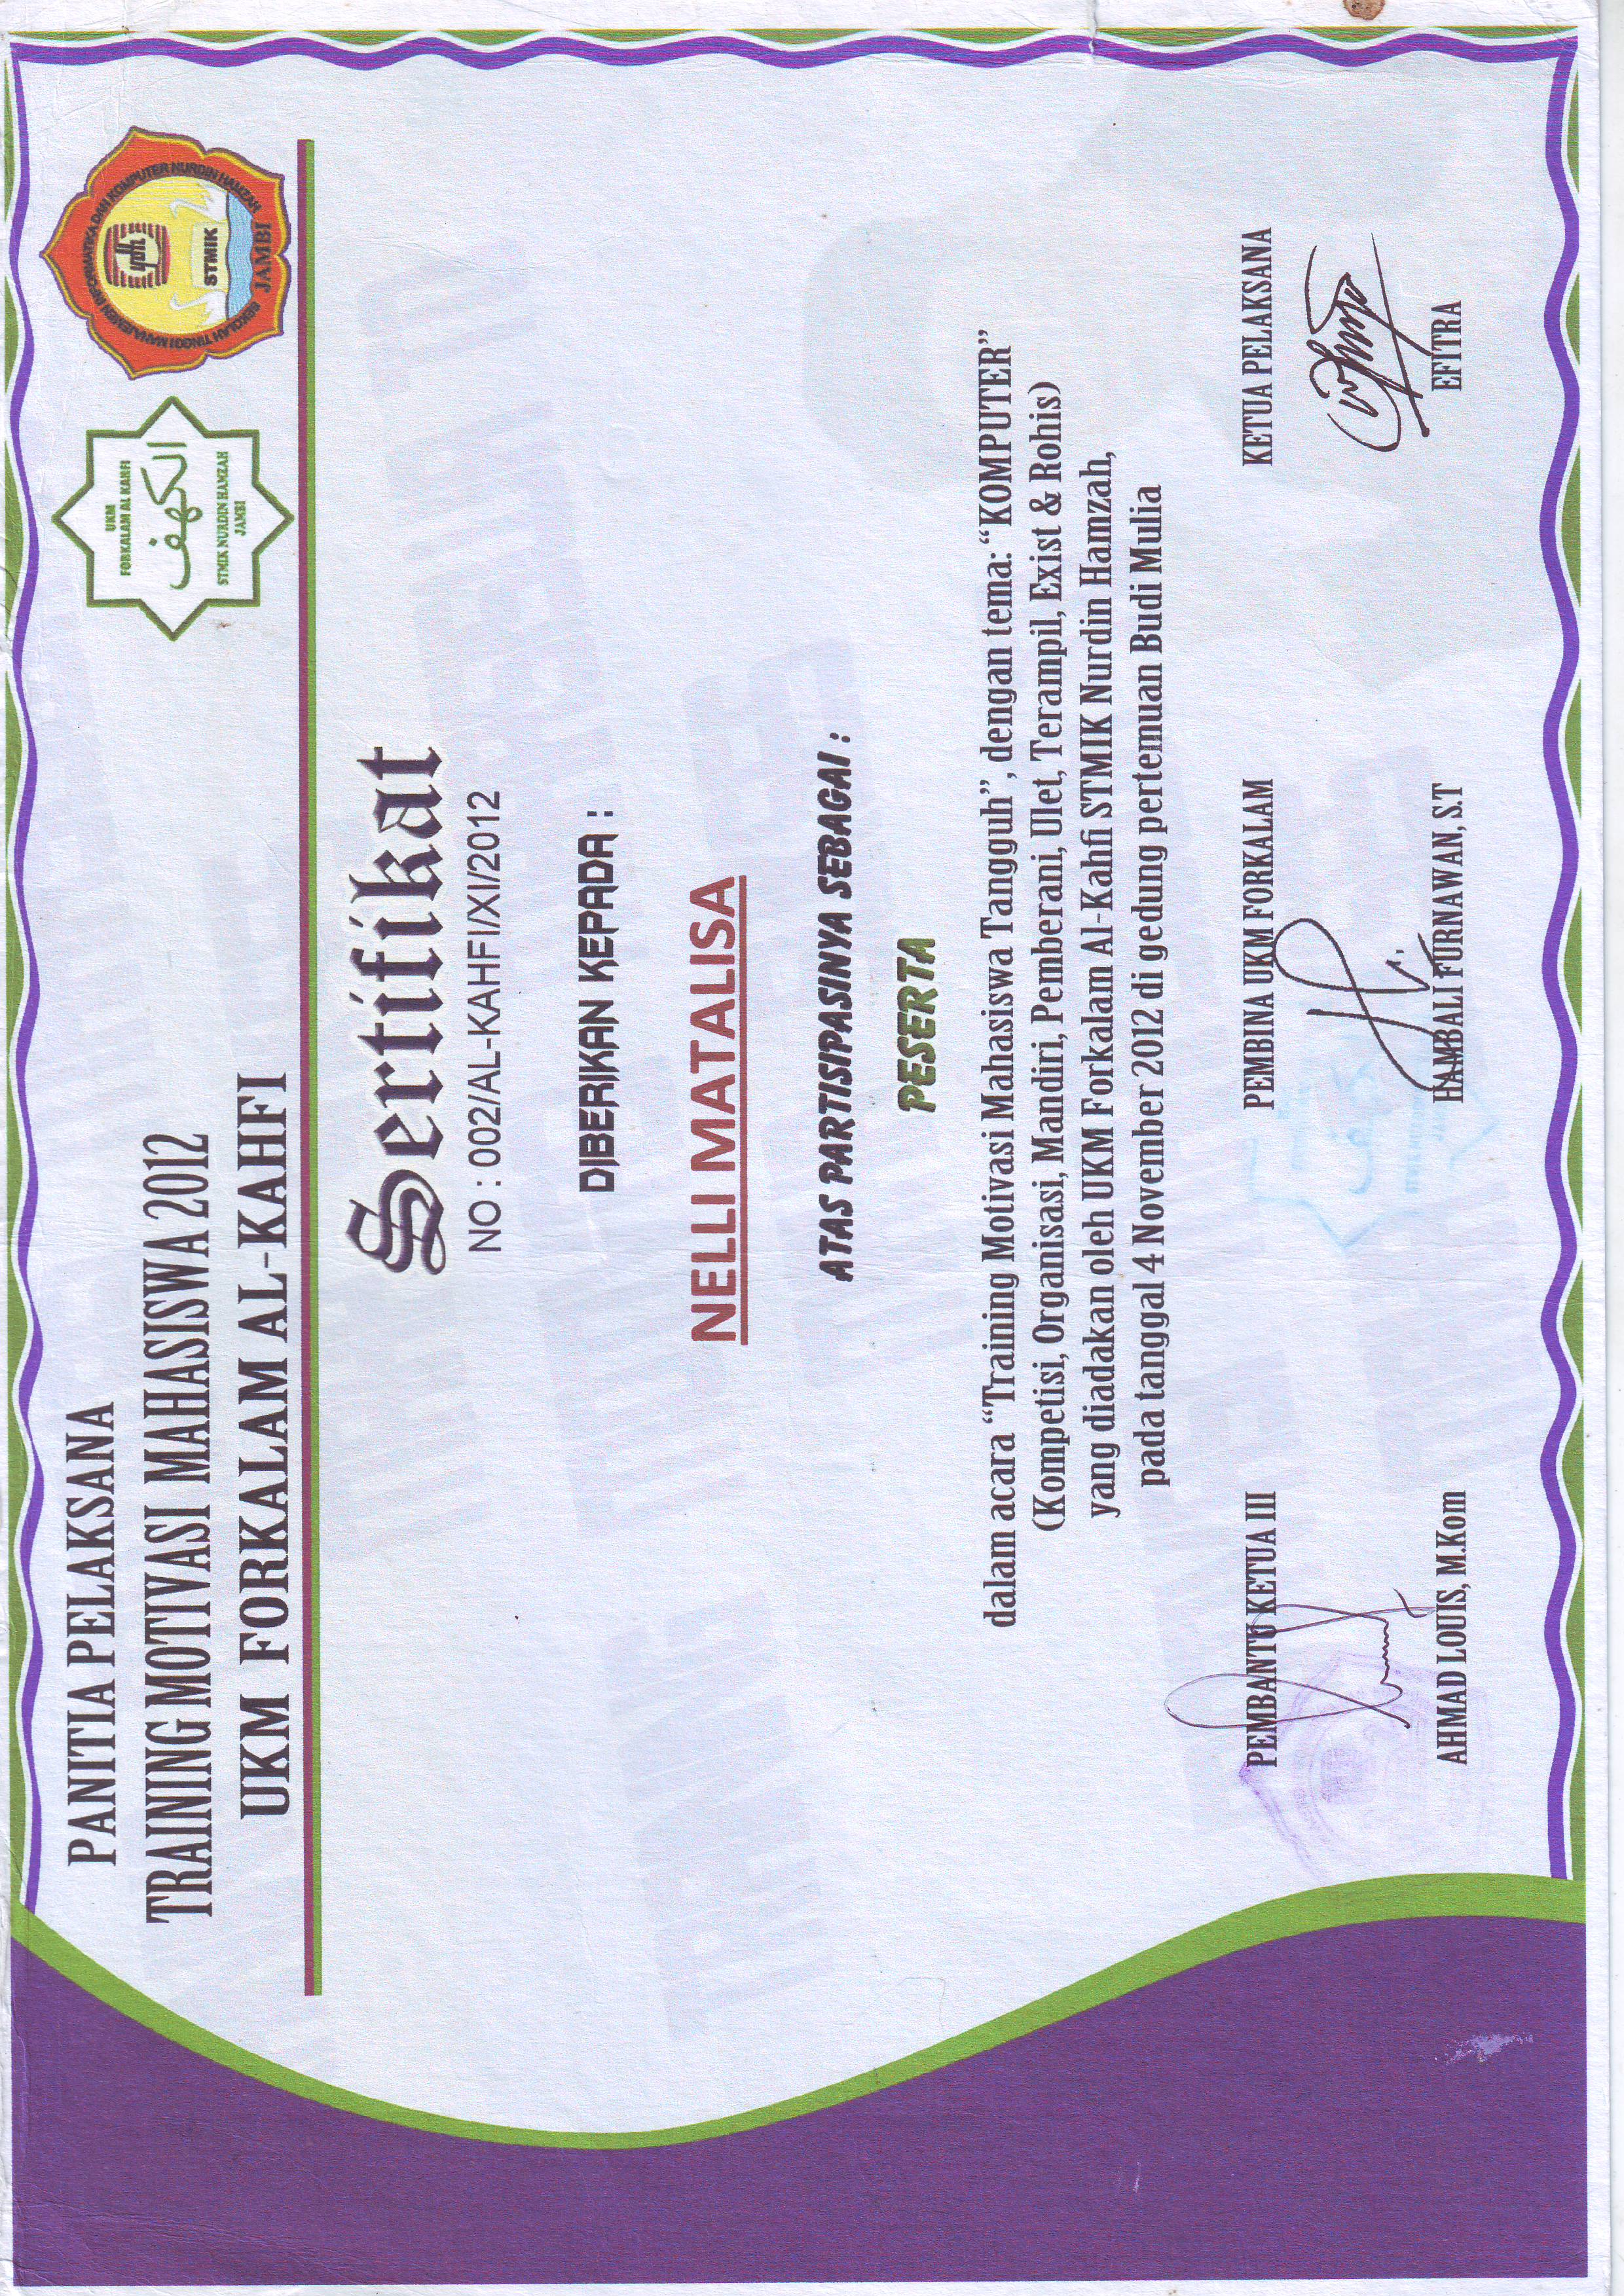 PANITIA PELAKSANA
TRAINING MOTIVASI MAHASISWA 2012
UKM FORKALAM AL-KAHFI
UKM
FORKALAM AL KAHFI
الكهف
STMIK NURDIN HAMZAH
JAMBI
SEKOLAH TINGGI MANAJEMEN INFORMATIKA DAN KOMPUTER NURDIN HAMZAH
ydh
STMIK
JAMBI
Sertifikat
NO : 002/AL-KAHFI/XI/2012
DIBERIKAN KEPADA :
NELLI MATALISA
ATAS PARTISIPASINYA SEBAGAI :
PESERTA
dalam acara “Training Motivasi Mahasiswa Tangguh”, dengan tema: “KOMPUTER”
(Kompetisi, Organisasi, Mandiri, Pemberani, Ulet, Terampil, Exist & Rohis)
yang diadakan oleh UKM Forkalam Al-Kahfi STMIK Nurdin Hamzah,
pada tanggal 4 November 2012 di gedung pertemuan Budi Mulia
PEMBANTU KETUA III
AHMAD LOUIS, M.Kom
PEMBINA UKM FORKALAM
HAMBALI FURNAWAN, S.T
KETUA PELAKSANA
EFITRA